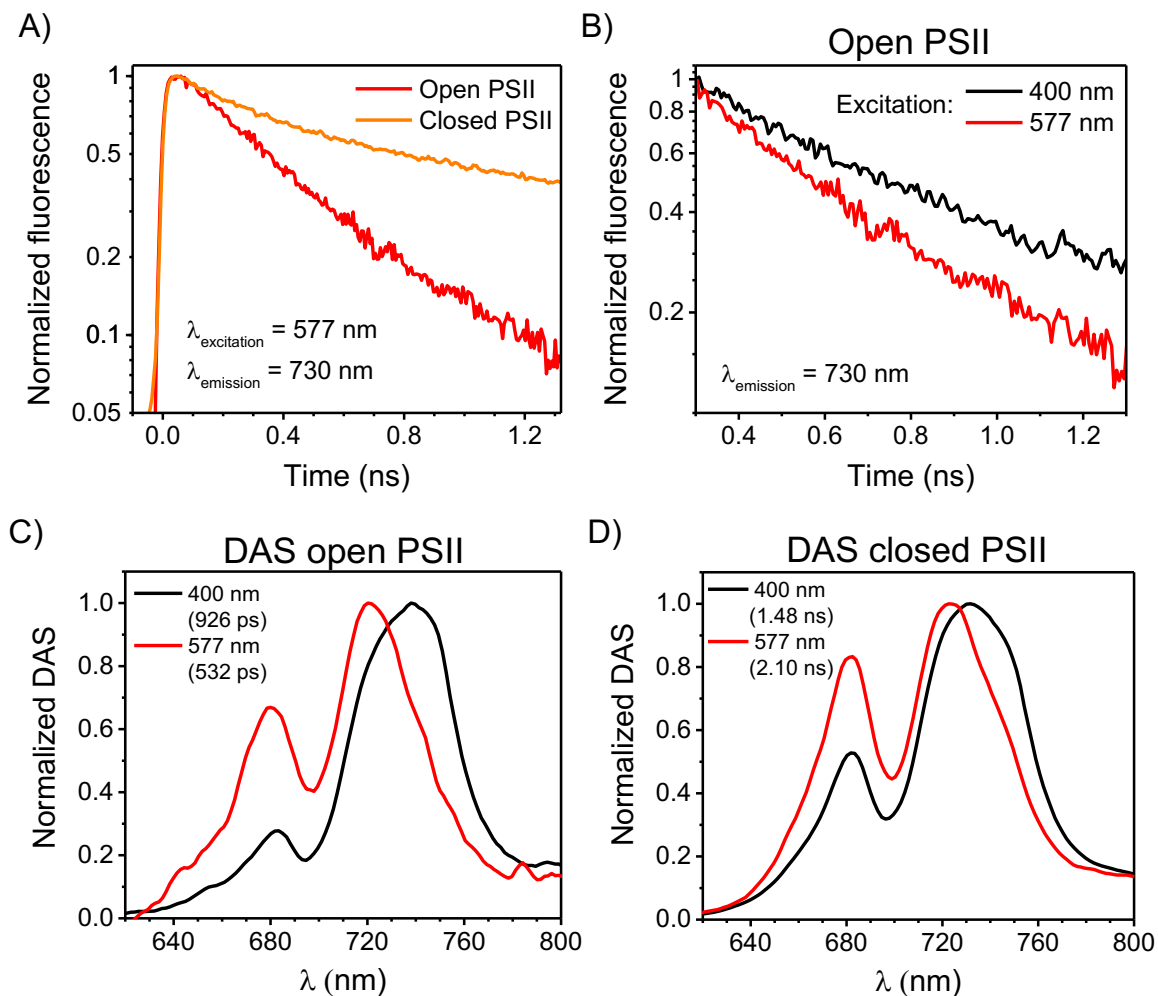 A)
Normalized fluorescence
1
0.5
0.2
0.1
0.05
Open PSII
Closed PSII
λexcitation = 577 nm
λemission = 730 nm
0.0 0.4 0.8 1.2
Time (ns)
B)
Open PSII
Normalized fluorescence
1
0.8
0.6
0.4
0.2
Excitation:
400 nm
577 nm
λemission = 730 nm
0.4 0.6 0.8 1.0 1.2
Time (ns)
C)
DAS open PSII
Normalized DAS
1.0
0.8
0.6
0.4
0.2
0.0
400 nm
(926 ps)
577 nm
(532 ps)
640 680 720 760 800
λ (nm)
D)
DAS closed PSII
Normalized DAS
1.0
0.8
0.6
0.4
0.2
0.0
400 nm
(1.48 ns)
577 nm
(2.10 ns)
640 680 720 760 800
λ (nm)